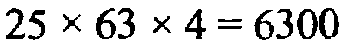 25 × 63 × 4 = 6300